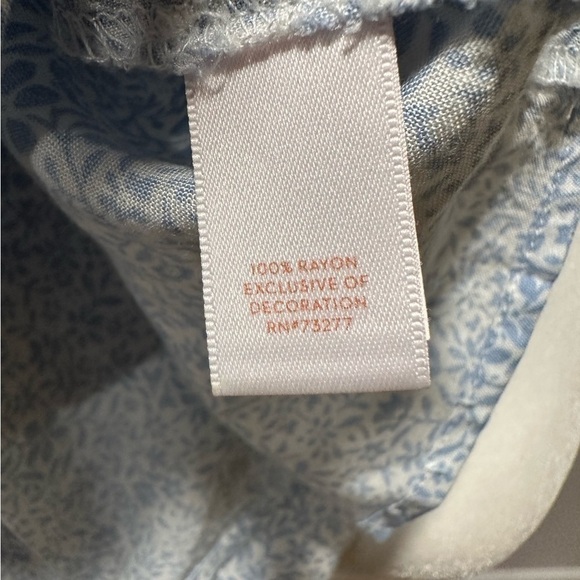 100% RAYON
EXCLUSIVE OF
DECORATION
RN#73277